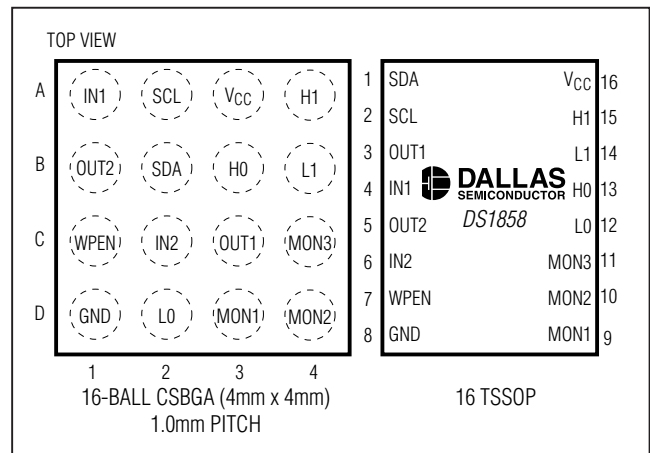 TOP VIEW
A IN1 SCL VCC H1
B OUT2 SDA H0 L1
C WPEN IN2 OUT1 MON3
D GND L0 MON1 MON2
1 2 3 4
16-BALL CSBGA (4mm x 4mm)
1.0mm PITCH
1 SDA VCC 16
2 SCL H1 15
3 OUT1 L1 14
4 IN1 DALLAS SEMICONDUCTOR H0 13
5 OUT2 DS1858 L0 12
6 IN2 MON3 11
7 WPEN MON2 10
8 GND MON1 9
16 TSSOP